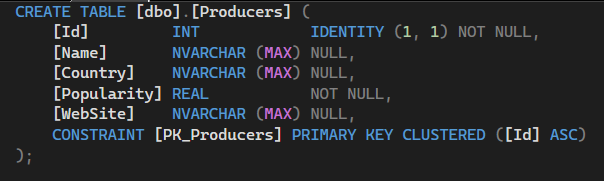 CREATE TABLE [dbo].[Producers] (
    [Id]         INT            IDENTITY (1, 1) NOT NULL,
    [Name]       NVARCHAR (MAX) NULL,
    [Country]    NVARCHAR (MAX) NULL,
    [Popularity] REAL           NOT NULL,
    [WebSite]    NVARCHAR (MAX) NULL,
    CONSTRAINT [PK_Producers] PRIMARY KEY CLUSTERED ([Id] ASC)
);